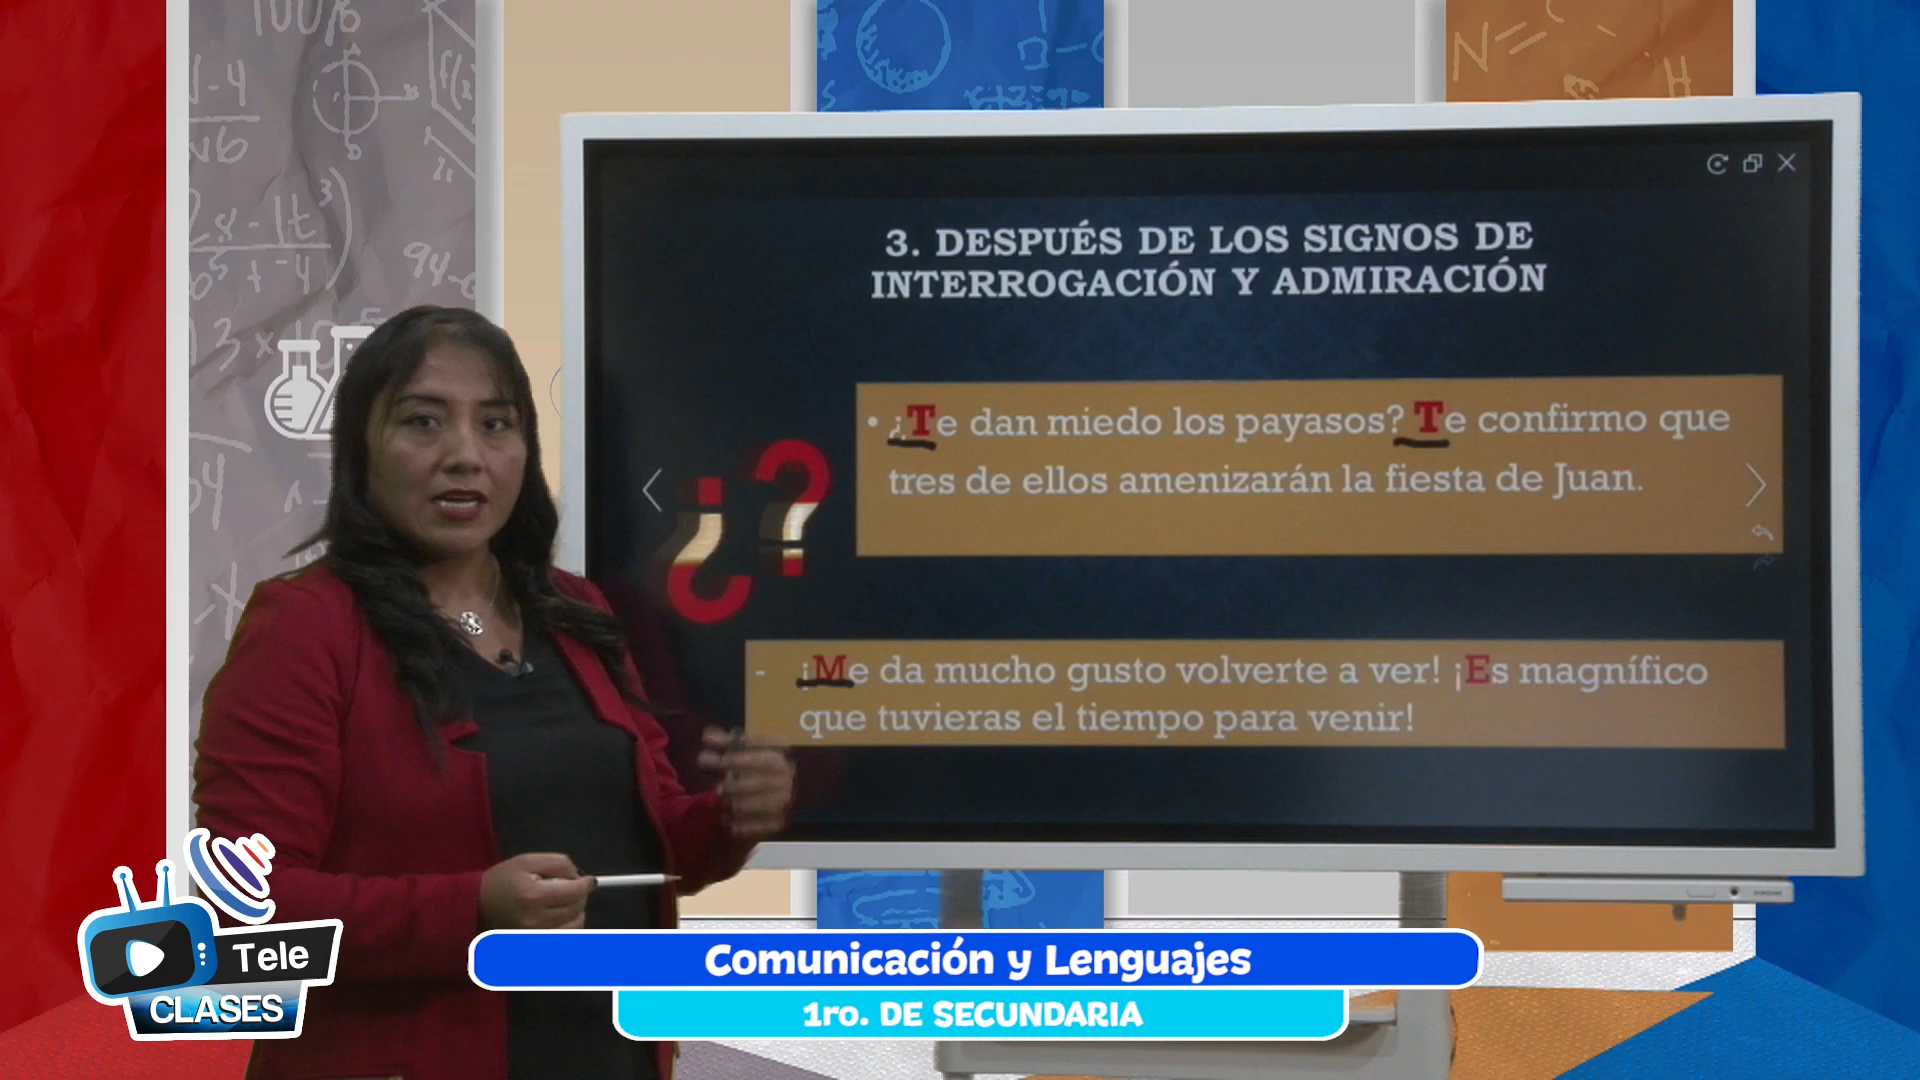 3. DESPUÉS DE LOS SIGNOS DE
INTERROGACIÓN Y ADMIRACIÓN
• ¿Te dan miedo los payasos? Te confirmo que
tres de ellos amenizarán la fiesta de Juan.
¿?
- ¡Me da mucho gusto volverte a ver! ¡Es magnífico
que tuvieras el tiempo para venir!
Tele
CLASES
Comunicación y Lenguajes
1ro. DE SECUNDARIA